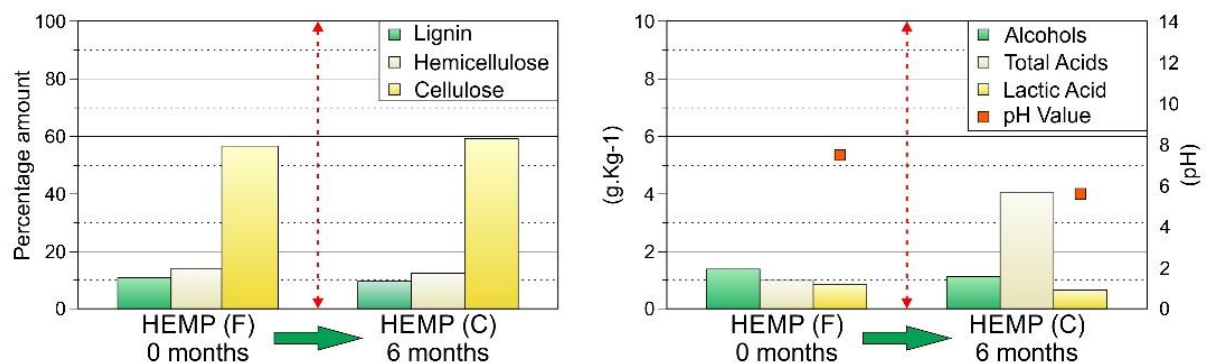 Percentage amount
100
80
60
40
20
0
Lignin
Hemicellulose
Cellulose
HEMP (F)
0 months
HEMP (C)
6 months
(g.Kg-1)
10
8
6
4
2
0
Alcohols
Total Acids
Lactic Acid
pH Value
14
12
10
8
6
4
2
0
(pH)
HEMP (F)
0 months
HEMP (C)
6 months